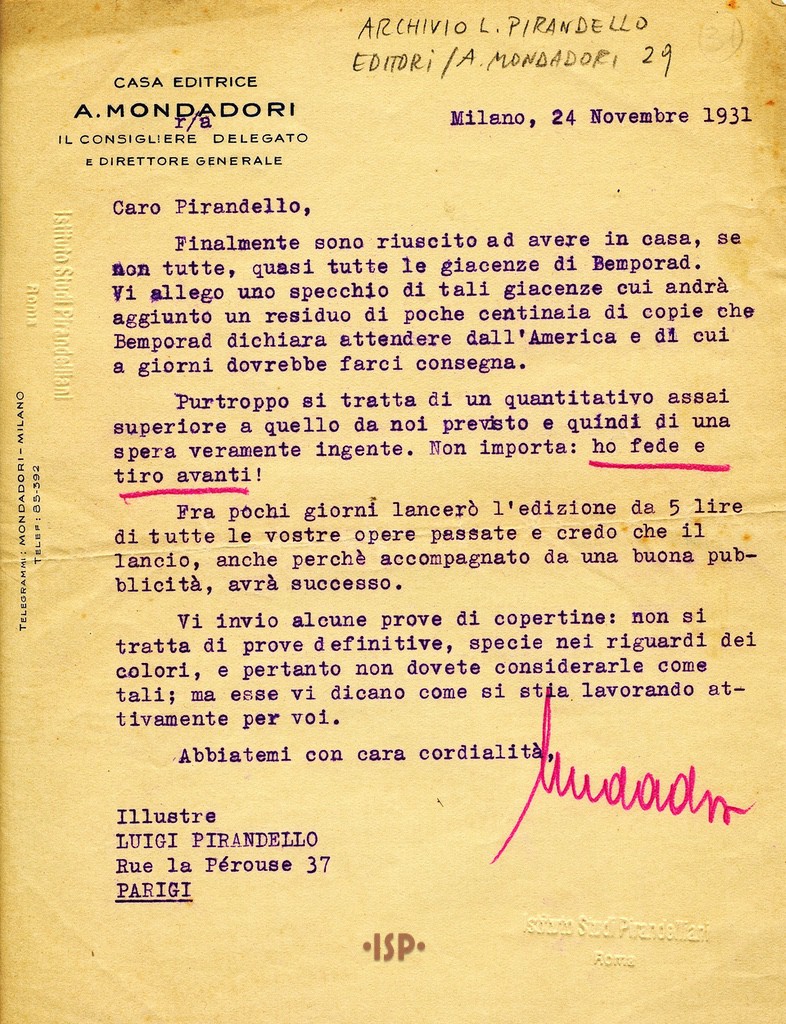 ARCHIVIO L. PIRANDELLO (31)
EDITORI / A. MONDADORI 29
CASA EDITRICE
A. MONDADORI
r/a
IL CONSIGLIERE DELEGATO
E DIRETTORE GENERALE
Milano, 24 Novembre 1931
Caro Pirandello,
Finalmente sono riuscito ad avere in casa, se
non tutte, quasi tutte le giacenze di Bemporad.
Vi allego uno specchio di tali giacenze cui andrà
aggiunto un residuo di poche centinaia di copie che
Bemporad dichiara attendere dall'America e di cui
a giorni dovrebbe farci consegna.
Purtroppo si tratta di un quantitativo assai
superiore a quello da noi previsto e quindi di una
spera veramente ingente. Non importa: ho fede e
tiro avanti!
Fra pochi giorni lancerò l'edizione da 5 lire
di tutte le vostre opere passate e credo che il
lancio, anche perchè accompagnato da una buona pub-
blicità, avrà successo.
Vi invio alcune prove di copertine: non si
tratta di prove definitive, specie nei riguardi dei
colori, e pertanto non dovete considerarle come
tali; ma esse vi dicano come si stia lavorando at-
tivamente per voi.
Abbiatemi con cara cordialità,
Mondadori
Illustre
LUIGI PIRANDELLO
Rue la Pérouse 37
PARIGI
TELEGRAMMI: MONDADORI - MILANO
TELEF: 85-392
Istituto Studi Pirandelliani
Roma
•ISP•
Istituto Studi Pirandelliani
Roma